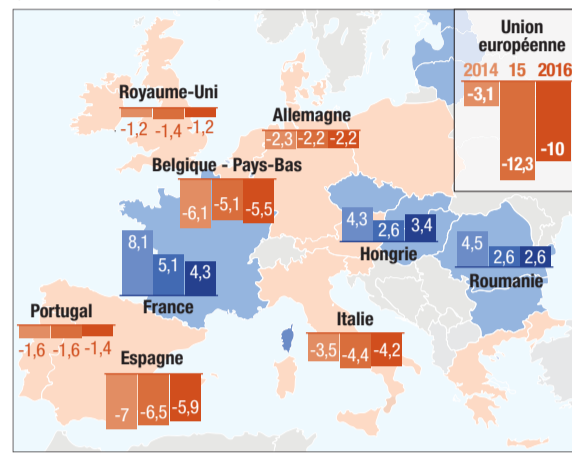 Union
européenne
2014 15 2016
-3,1
-12,3
-10
Royaume-Uni
-1,2 -1,4 -1,2
Allemagne
-2,3 -2,2 -2,2
Belgique - Pays-Bas
-6,1 -5,1 -5,5
8,1 5,1 4,3
France
4,3 2,6 3,4
Hongrie
4,5 2,6 2,6
Roumanie
Portugal
-1,6 -1,6 -1,4
Italie
-3,5 -4,4 -4,2
Espagne
-7 -6,5 -5,9